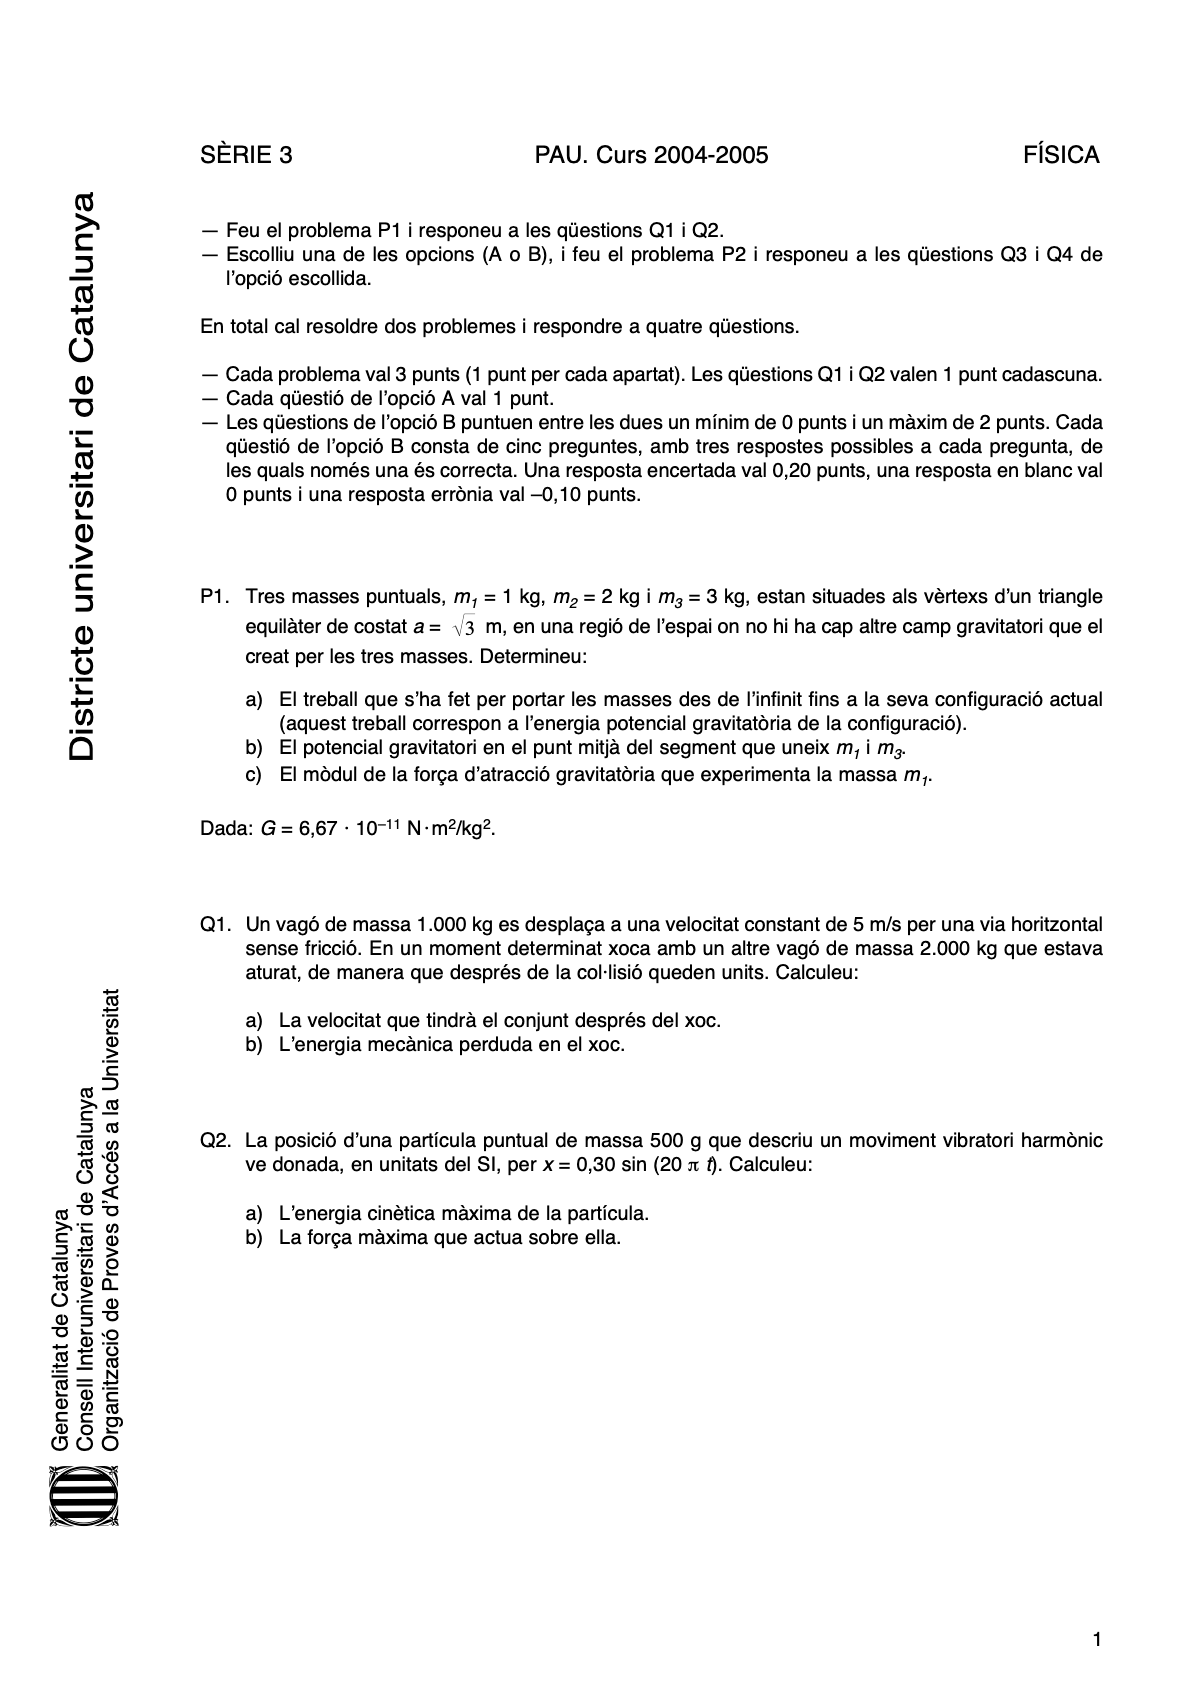 SÈRIE 3 PAU. Curs 2004-2005 FÍSICA
— Feu el problema P1 i responeu a les qüestions Q1 i Q2.
— Escolliu una de les opcions (A o B), i feu el problema P2 i responeu a les qüestions Q3 i Q4 de
l’opció escollida.
En total cal resoldre dos problemes i respondre a quatre qüestions.
— Cada problema val 3 punts (1 punt per cada apartat). Les qüestions Q1 i Q2 valen 1 punt cadascuna.
— Cada qüestió de l’opció A val 1 punt.
— Les qüestions de l’opció B puntuen entre les dues un mínim de 0 punts i un màxim de 2 punts. Cada
qüestió de l’opció B consta de cinc preguntes, amb tres respostes possibles a cada pregunta, de
les quals només una és correcta. Una resposta encertada val 0,20 punts, una resposta en blanc val
0 punts i una resposta errònia val –0,10 punts.
P1. Tres masses puntuals, m₁ = 1 kg, m₂ = 2 kg i m₃ = 3 kg, estan situades als vèrtexs d’un triangle
equilàter de costat a = √3 m, en una regió de l’espai on no hi ha cap altre camp gravitatori que el
creat per les tres masses. Determineu:
a) El treball que s’ha fet per portar les masses des de l’infinit fins a la seva configuració actual
(aquest treball correspon a l’energia potencial gravitatòria de la configuració).
b) El potencial gravitatori en el punt mitjà del segment que uneix m₁ i m₃.
c) El mòdul de la força d’atracció gravitatòria que experimenta la massa m₁.
Dada: G = 6,67 · 10⁻¹¹ N·m²/kg².
Q1. Un vagó de massa 1.000 kg es desplaça a una velocitat constant de 5 m/s per una via horitzontal
sense fricció. En un moment determinat xoca amb un altre vagó de massa 2.000 kg que estava
aturat, de manera que després de la col·lisió queden units. Calculeu:
a) La velocitat que tindrà el conjunt després del xoc.
b) L’energia mecànica perduda en el xoc.
Q2. La posició d’una partícula puntual de massa 500 g que descriu un moviment vibratori harmònic
ve donada, en unitats del SI, per x = 0,30 sin (20 π t). Calculeu:
a) L’energia cinètica màxima de la partícula.
b) La força màxima que actua sobre ella.
Districte universitari de Catalunya
Generalitat de Catalunya
Consell Interuniversitari de Catalunya
Organització de Proves d’Accés a la Universitat
1